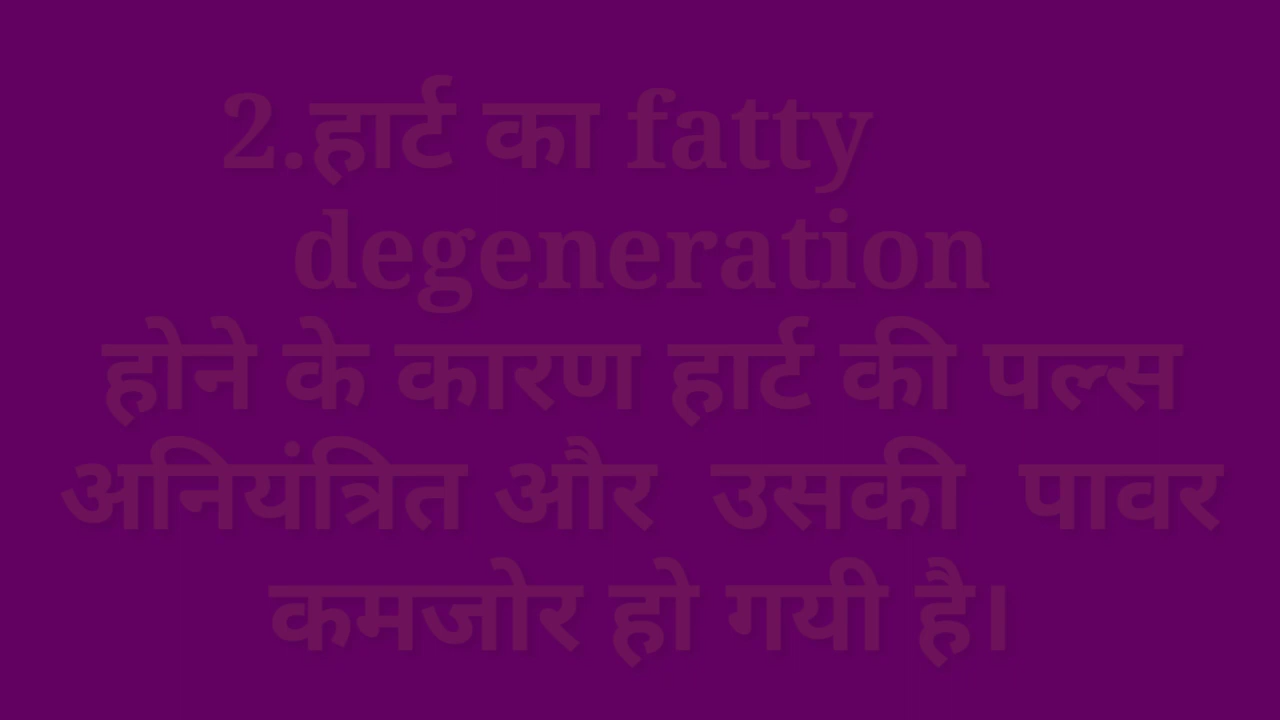 2.हार्ट का fatty
degeneration
होने के कारण हार्ट की पल्स
अनियंत्रित और उसकी पावर
कमजोर हो गयी है।